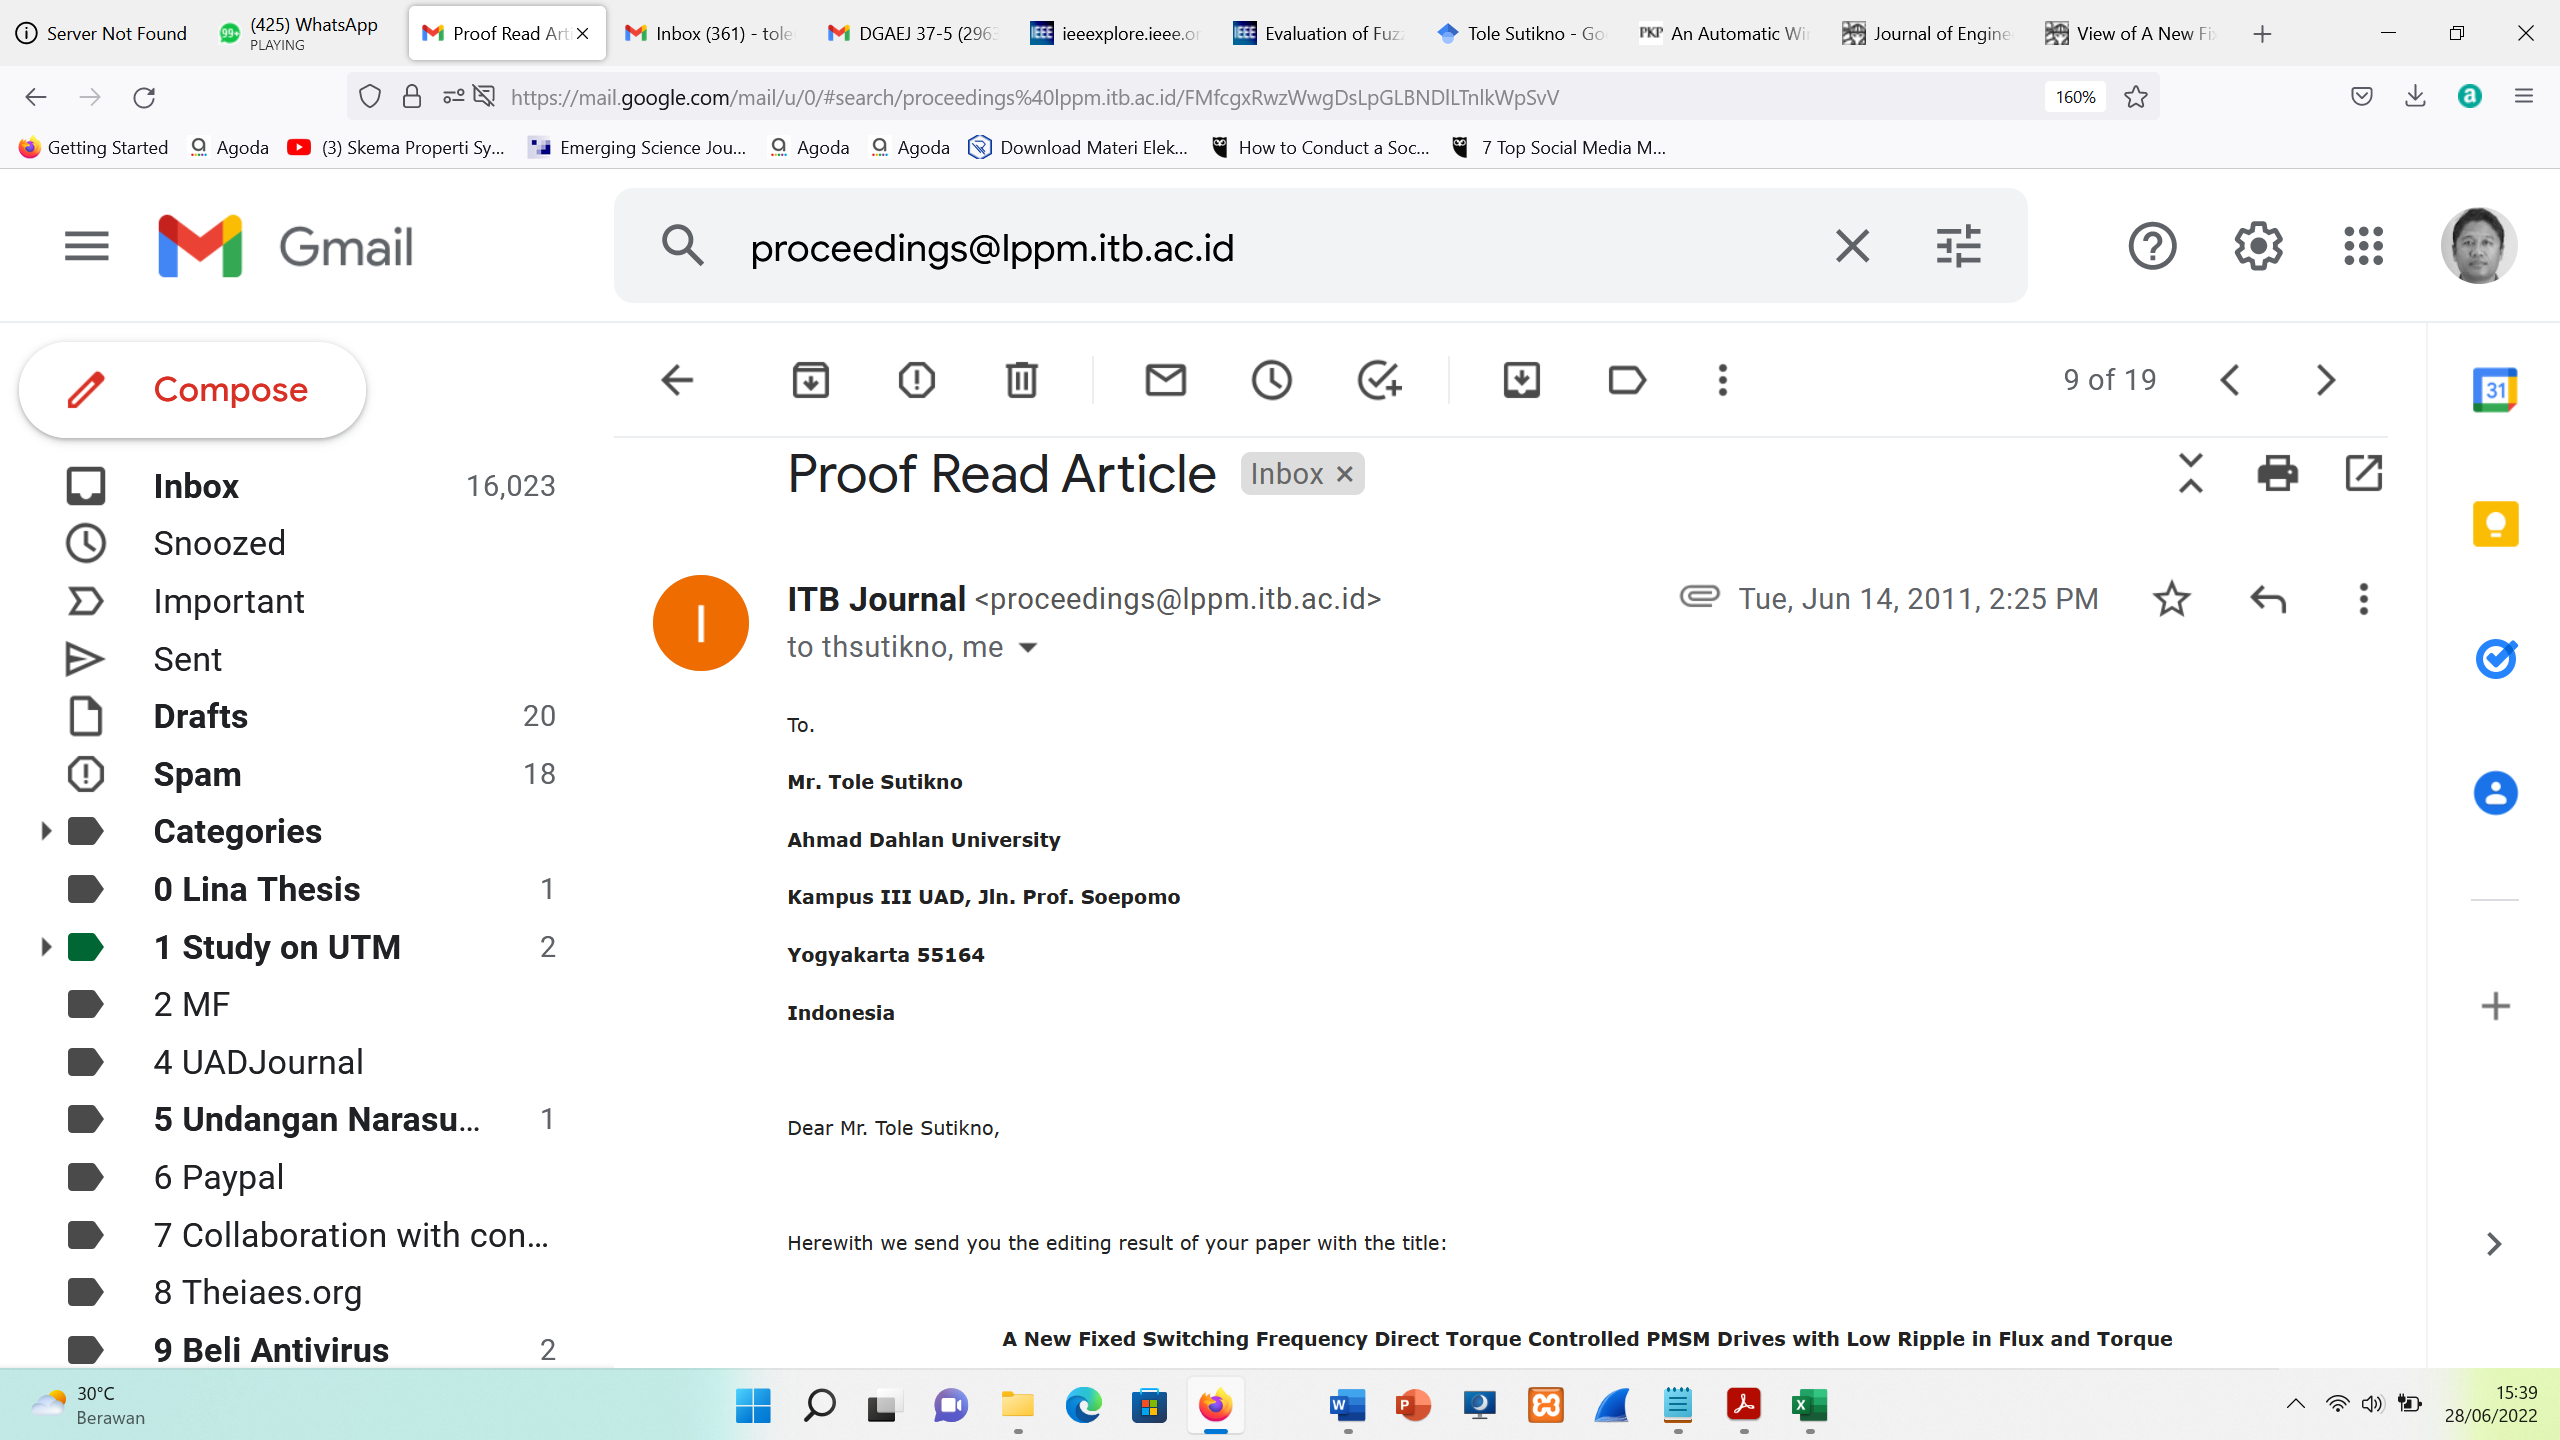 Server Not Found
(425) WhatsApp
PLAYING
Proof Read Arti
Inbox (361) - tole
DGAEJ 37-5 (2963
ieeexplore.ieee.or
Evaluation of Fuzz
Tole Sutikno - Go
PKP An Automatic Win
Journal of Engine
View of A New Fix
https://mail.google.com/mail/u/0/#search/proceedings%40lppm.itb.ac.id/FMfcgxRwzWwgDsLpGLBNDlLTnlkWpSvV
160%
Getting Started
Agoda
(3) Skema Properti Sy...
Emerging Science Jou...
Agoda
Agoda
Download Materi Elek...
How to Conduct a Soc...
7 Top Social Media M...
Gmail
proceedings@lppm.itb.ac.id
Compose
9 of 19
31
Inbox 16,023
Snoozed
Important
Sent
Drafts 20
Spam 18
Categories
0 Lina Thesis 1
1 Study on UTM 2
2 MF
4 UADJournal
5 Undangan Narasu... 1
6 Paypal
7 Collaboration with con...
8 Theiaes.org
9 Beli Antivirus 2
Proof Read Article Inbox
I
ITB Journal <proceedings@lppm.itb.ac.id> Tue, Jun 14, 2011, 2:25 PM
to thsutikno, me
To.
Mr. Tole Sutikno
Ahmad Dahlan University
Kampus III UAD, Jln. Prof. Soepomo
Yogyakarta 55164
Indonesia
Dear Mr. Tole Sutikno,
Herewith we send you the editing result of your paper with the title:
A New Fixed Switching Frequency Direct Torque Controlled PMSM Drives with Low Ripple in Flux and Torque
30°C
Berawan
15:39
28/06/2022